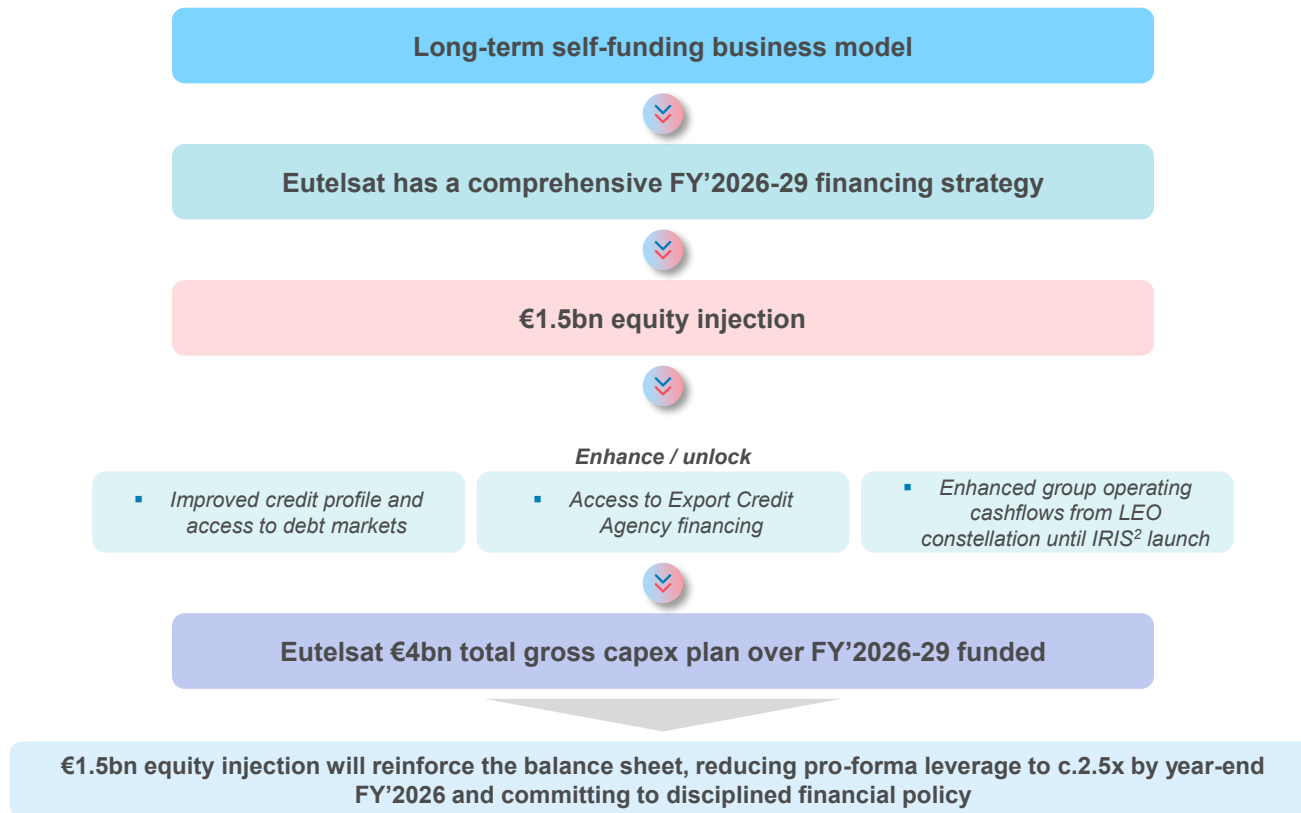 Long-term self-funding business model
Eutelsat has a comprehensive FY’2026-29 financing strategy
€1.5bn equity injection
Enhance / unlock
▪ Improved credit profile and
access to debt markets
▪ Access to Export Credit
Agency financing
▪ Enhanced group operating
cashflows from LEO
constellation until IRIS² launch
Eutelsat €4bn total gross capex plan over FY’2026-29 funded
€1.5bn equity injection will reinforce the balance sheet, reducing pro-forma leverage to c.2.5x by year-end
FY’2026 and committing to disciplined financial policy